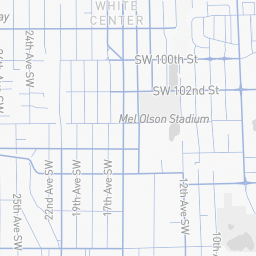 WHITE
CENTER
SW 100th St
24th Ave SW
SW 102nd St
Mel Olson Stadium
22nd Ave SW
19th Ave SW
17th Ave SW
12th Ave SW
25th Ave SW